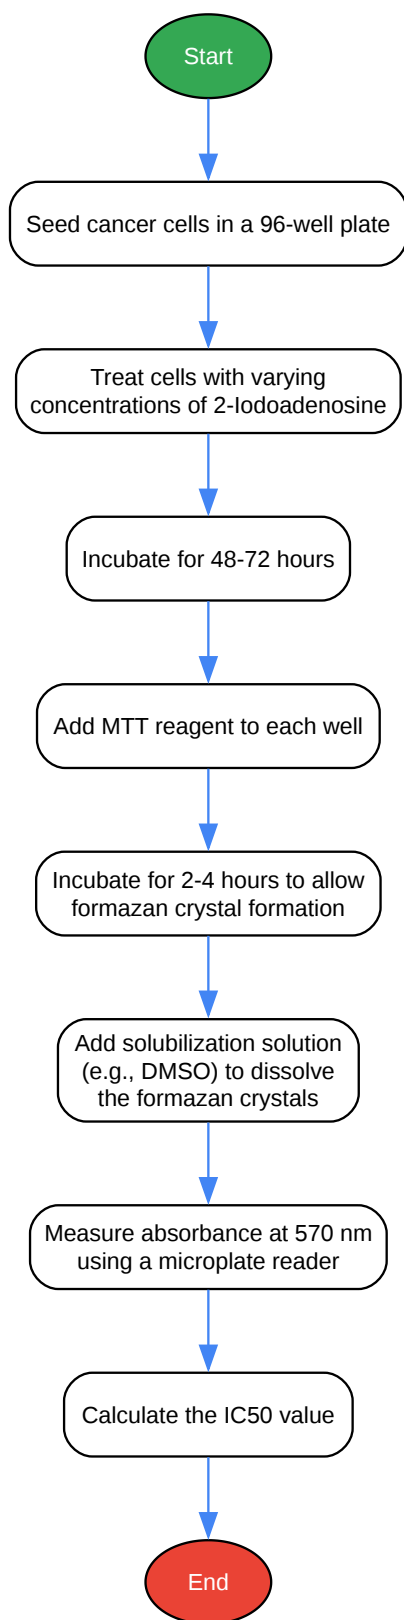 Start
Seed cancer cells in a 96-well plate
Treat cells with varying
concentrations of 2-Iodoadenosine
Incubate for 48-72 hours
Add MTT reagent to each well
Incubate for 2-4 hours to allow
formazan crystal formation
Add solubilization solution
(e.g., DMSO) to dissolve
the formazan crystals
Measure absorbance at 570 nm
using a microplate reader
Calculate the IC50 value
End